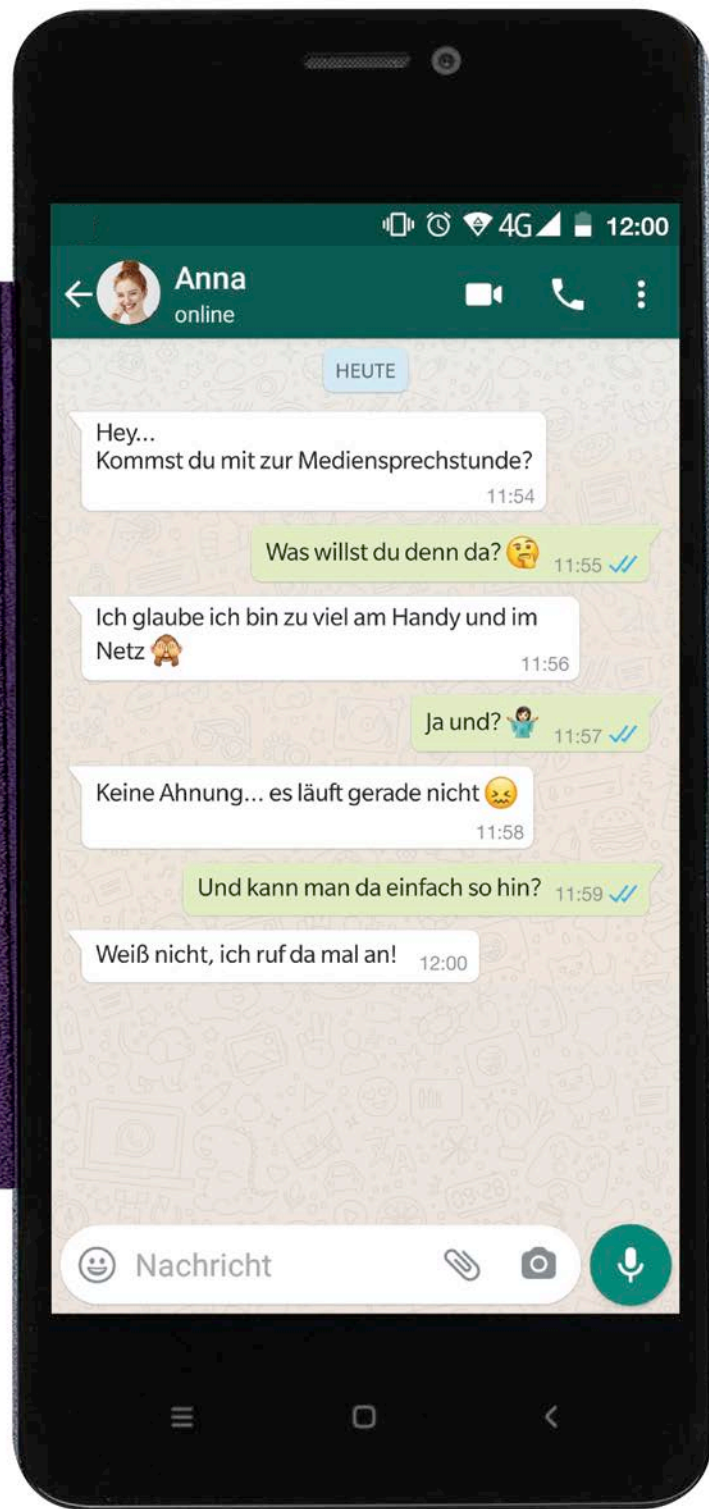 4G 12:00
Anna
online
HEUTE
Hey...
Kommst du mit zur Mediensprechstunde?
11:54
Was willst du denn da? 🤔 11:55
Ich glaube ich bin zu viel am Handy und im
Netz 🙈
11:56
Ja und? 🤷🏻‍♀️ 11:57
Keine Ahnung... es läuft gerade nicht 😖
11:58
Und kann man da einfach so hin? 11:59
Weiß nicht, ich ruf da mal an! 12:00
Nachricht